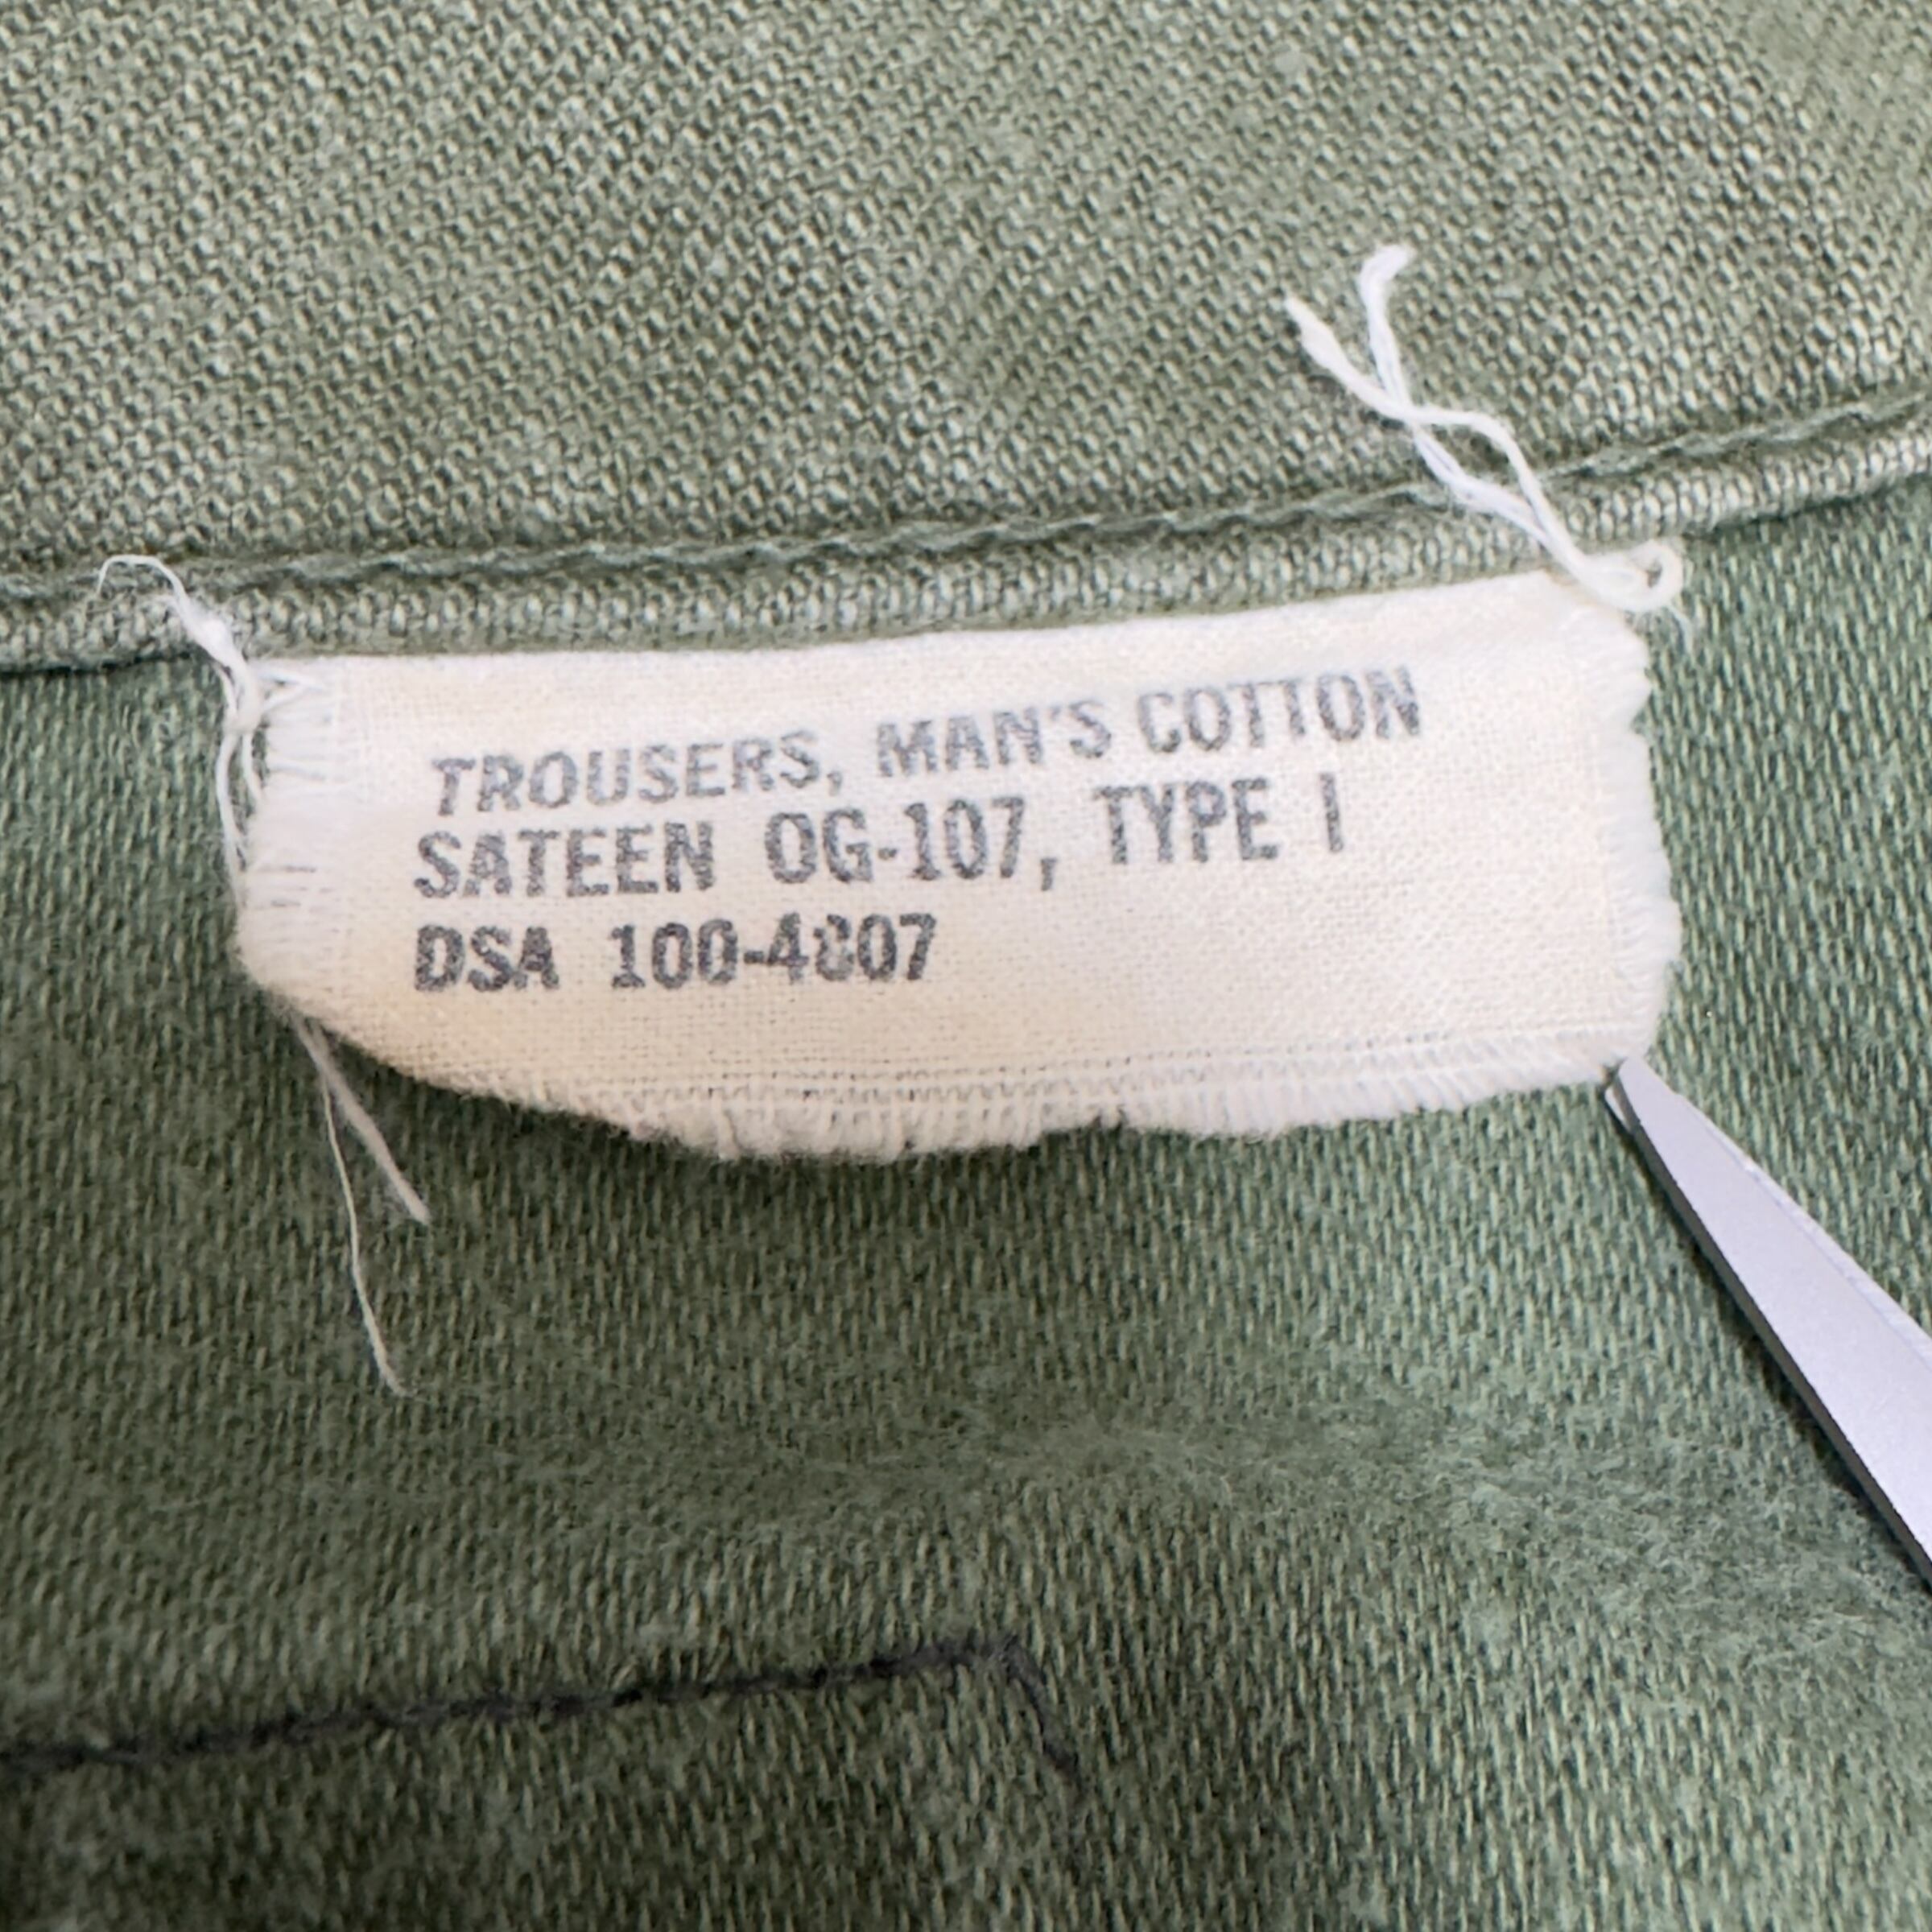 TROUSERS, MAN'S COTTON
SATEEN OG-107, TYPE I
DSA 100-4807